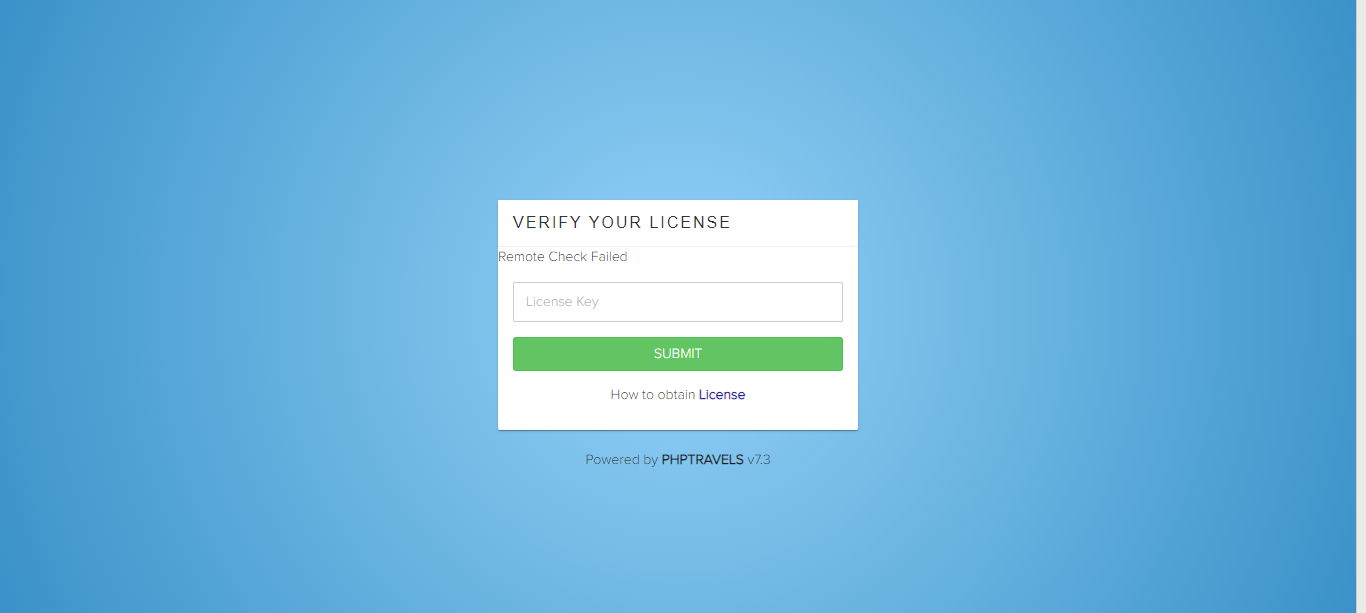 VERIFY YOUR LICENSE
Remote Check Failed
License Key
SUBMIT
How to obtain License
Powered by PHPTRAVELS v7.3